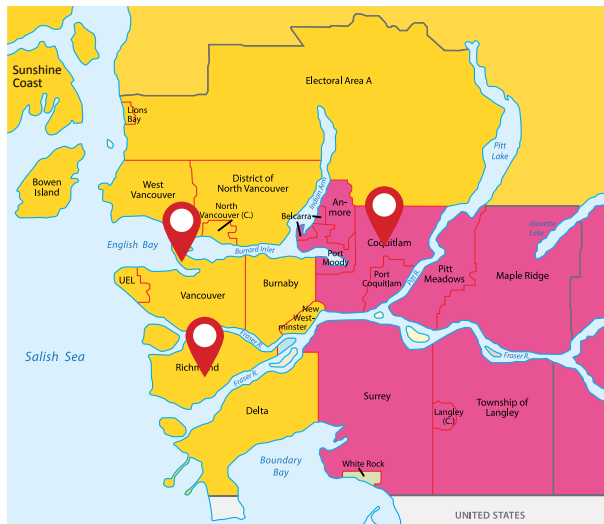 Sunshine
Coast
Electoral Area A
Lions
Bay
Pitt
Lake
Bowen
Island
West
Vancouver
District of
North Vancouver
Indian Arm
North
Vancouver (C.)
Belcarra
An-
more
Coquitlam
Alouette
Lake
English Bay
Burrard Inlet
Port
Moody
Pitt R.
Pitt
Meadows
Maple Ridge
UEL
Vancouver
Burnaby
Port
Coquitlam
New
West-
minster
Fraser R.
Salish Sea
Richmond
Fraser R.
Fraser R.
Delta
Surrey
Langley
(C.)
Township of
Langley
Boundary
Bay
White Rock
UNITED STATES